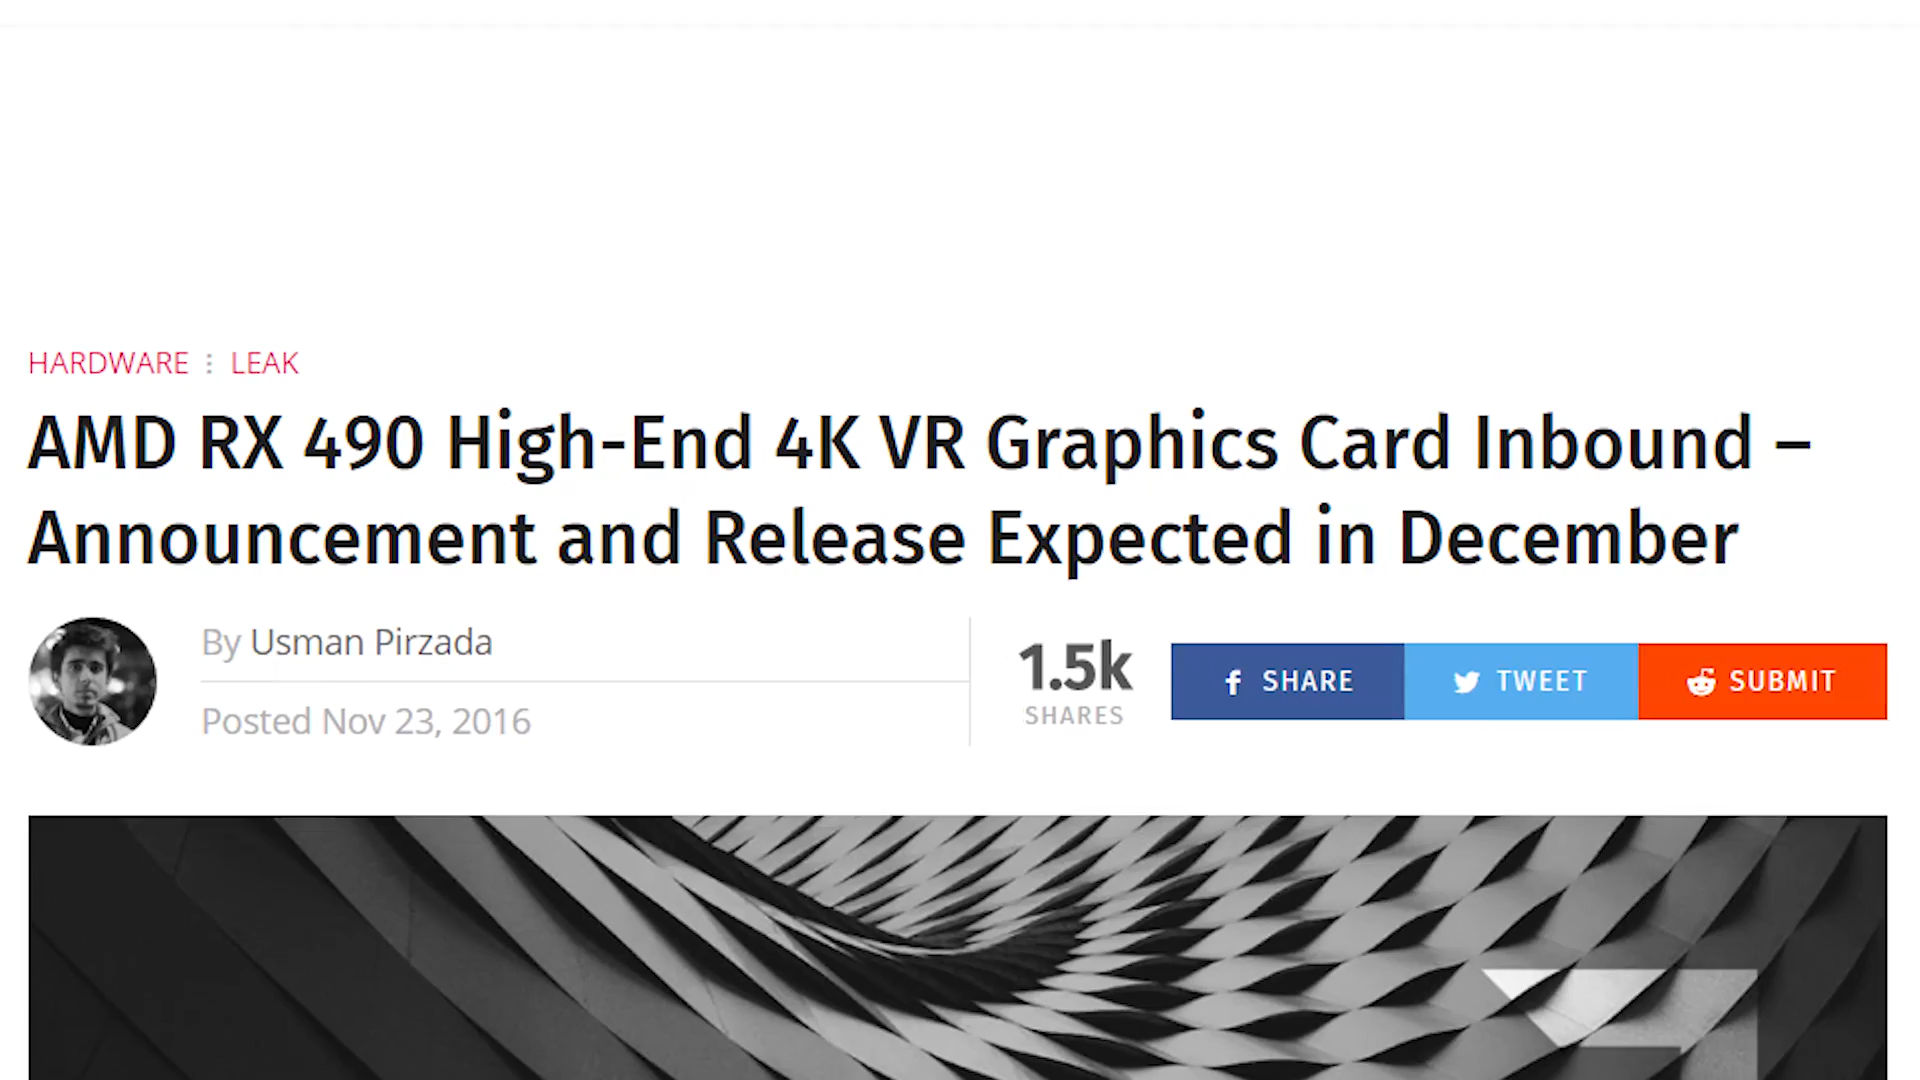 HARDWARE ⋮ LEAK
AMD RX 490 High-End 4K VR Graphics Card Inbound –
Announcement and Release Expected in December
By Usman Pirzada
Posted Nov 23, 2016
1.5k
SHARES
SHARE
TWEET
SUBMIT